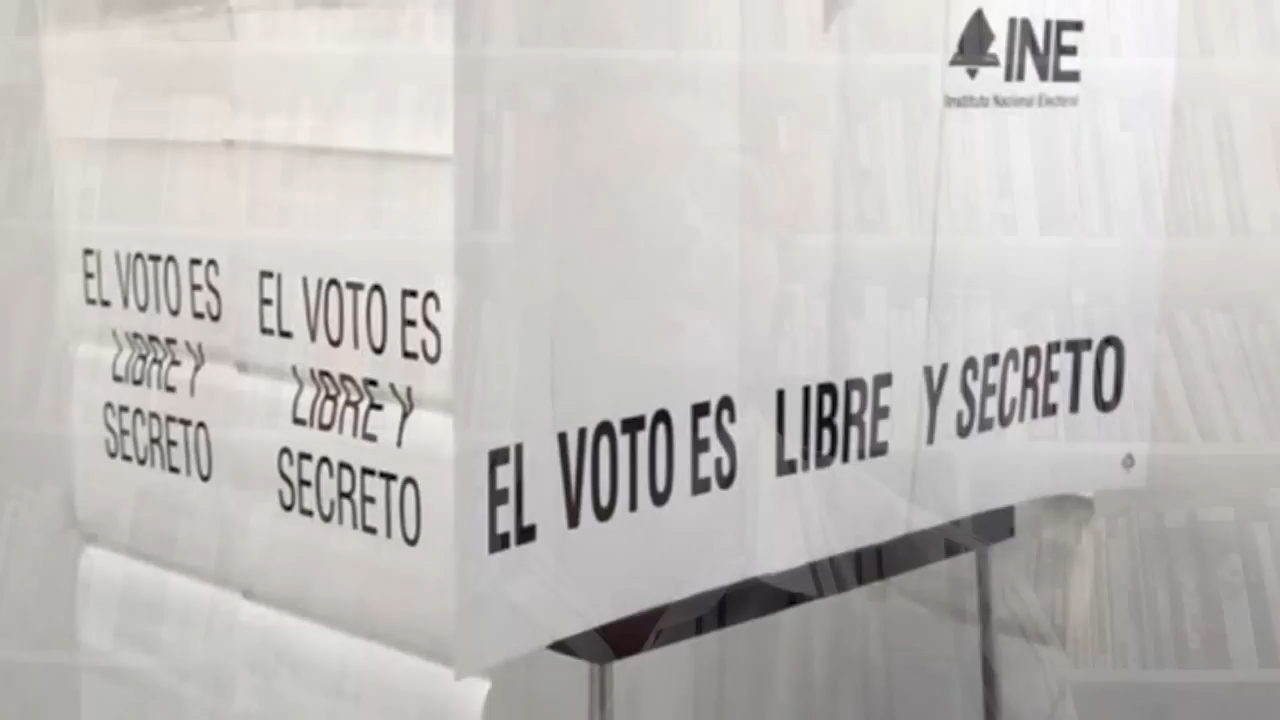 INE
Instituto Nacional Electoral
EL VOTO ES
LIBRE Y
SECRETO
EL VOTO ES
LIBRE Y
SECRETO
EL VOTO ES LIBRE Y SECRETO